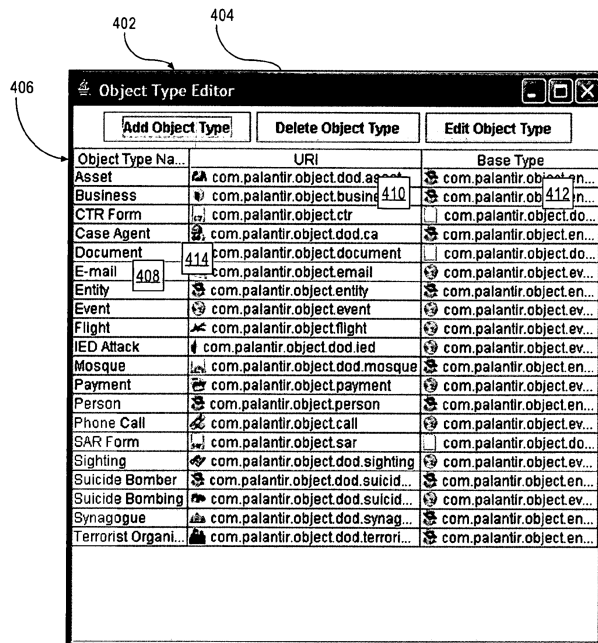 404
402
406
Object Type Editor
Add Object Type Delete Object Type Edit Object Type
Object Type Na... URI Base Type
Asset com.palantir.object.dod.asset com.palantir.object.en...
Business com.palantir.object.busine 410 412 en...
CTR Form com.palantir.object.ctr com.palantir.object.do...
Case Agent com.palantir.object.dod.ca com.palantir.object.en...
Document 414 com.palantir.object.document com.palantir.object.do...
E-mail 408 com.palantir.object.email com.palantir.object.ev...
Entity com.palantir.object.entity com.palantir.object.en...
Event com.palantir.object.event com.palantir.object.ev...
Flight com.palantir.object.flight com.palantir.object.ev...
IED Attack com.palantir.object.dod.ied com.palantir.object.ev...
Mosque com.palantir.object.dod.mosque com.palantir.object.en...
Payment com.palantir.object.payment com.palantir.object.ev...
Person com.palantir.object.person com.palantir.object.en...
Phone Call com.palantir.object.call com.palantir.object.ev...
SAR Form com.palantir.object.sar com.palantir.object.do...
Sighting com.palantir.object.dod.sighting com.palantir.object.ev...
Suicide Bomber com.palantir.object.dod.suicid... com.palantir.object.en...
Suicide Bombing com.palantir.object.dod.suicid... com.palantir.object.ev...
Synagogue com.palantir.object.dod.synag... com.palantir.object.en...
Terrorist Organi... com.palantir.object.dod.terrori... com.palantir.object.en...